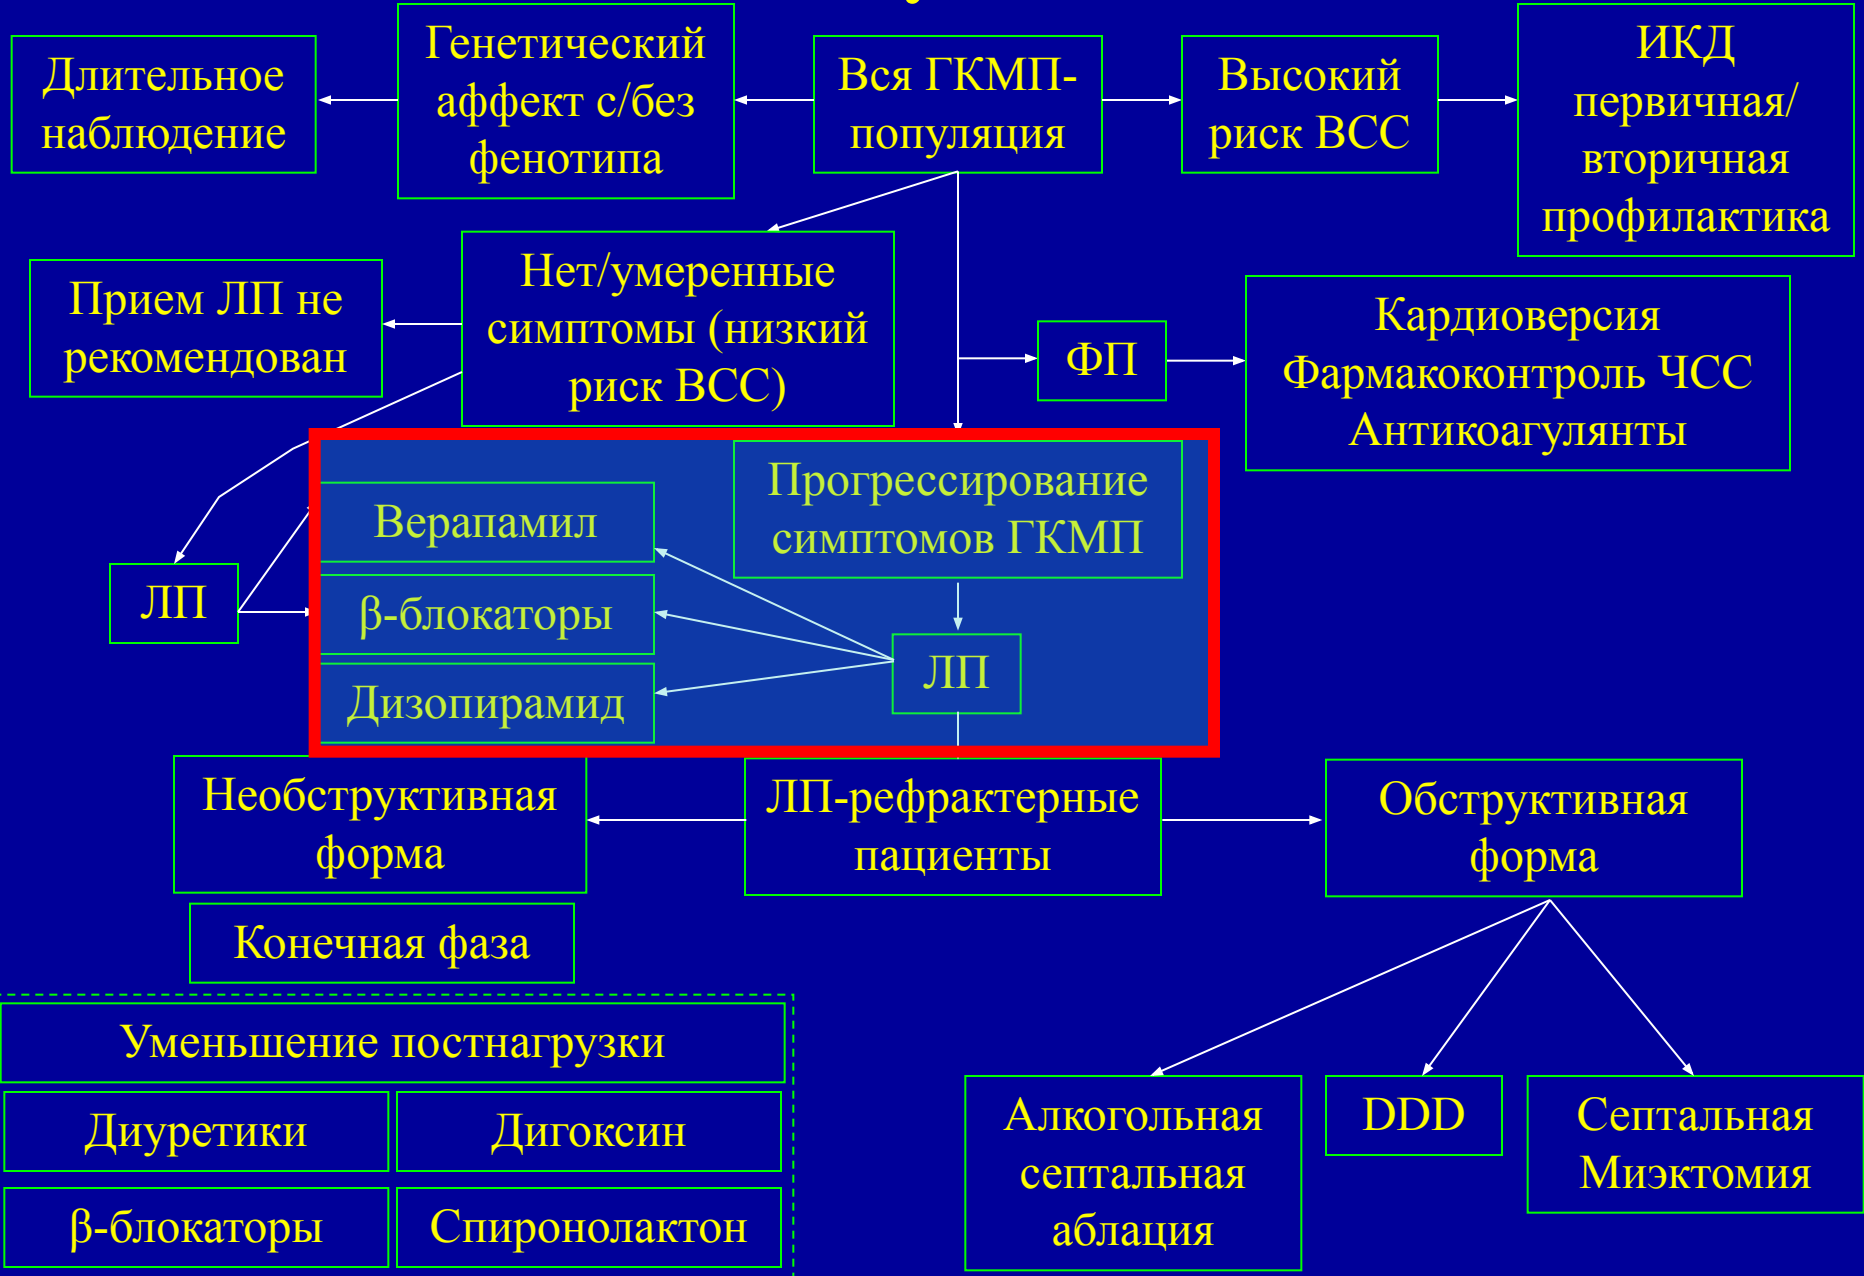 Длительное
наблюдение
Генетический
аффект с/без
фенотипа
Вся ГКМП-
популяция
Высокий
риск ВСС
ИКД
первичная/
вторичная
профилактика
Прием ЛП не
рекомендован
Нет/умеренные
симптомы (низкий
риск ВСС)
ФП
Кардиоверсия
Фармакоконтроль ЧСС
Антикоагулянты
Прогрессирование
симптомов ГКМП
Верапамил
ЛП
β-блокаторы
ЛП
Дизопирамид
Необструктивная
форма
ЛП-рефрактерные
пациенты
Обструктивная
форма
Конечная фаза
Уменьшение постнагрузки
Диуретики
Дигоксин
β-блокаторы
Спиронолактон
Алкогольная
септальная
аблация
DDD
Септальная
Миэктомия